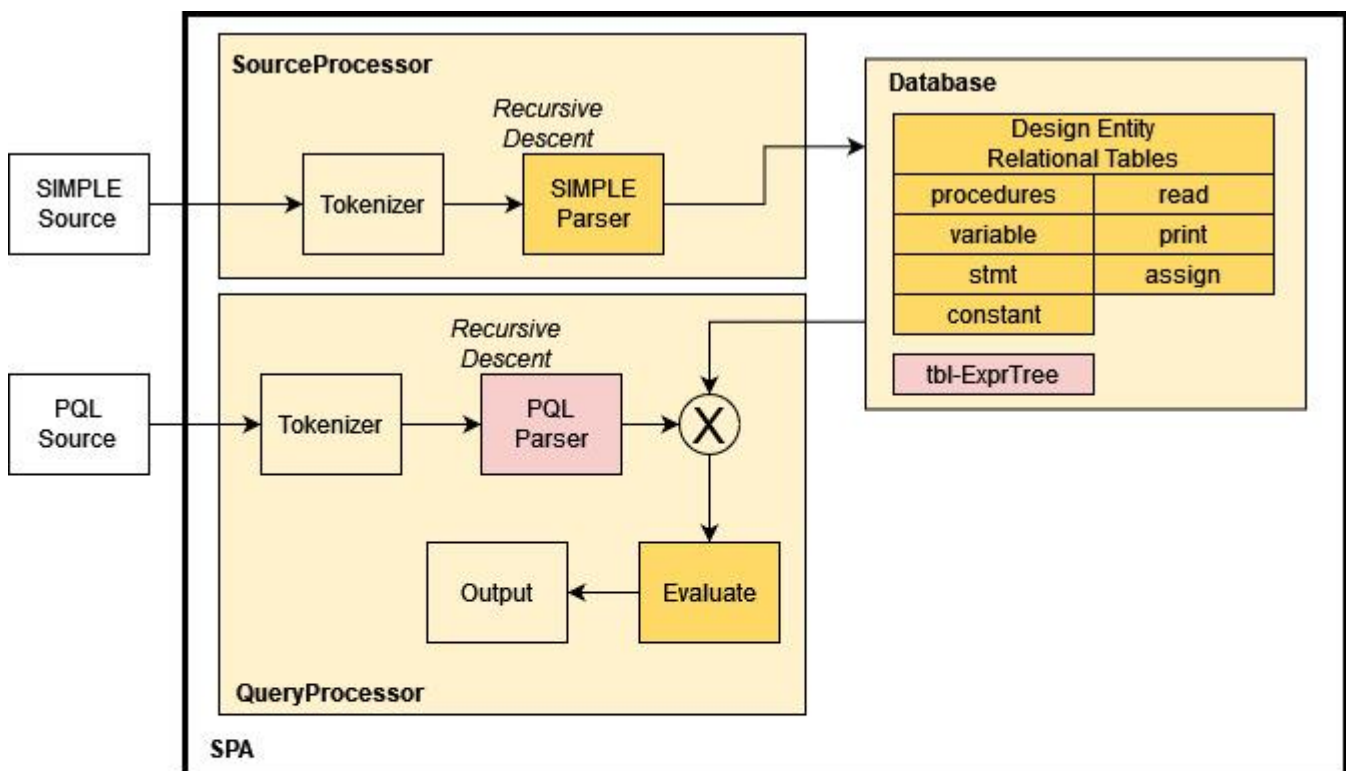 SourceProcessor
Recursive
Descent
SIMPLE
Source
Tokenizer
SIMPLE
Parser
Database
Design Entity
Relational Tables
procedures
read
variable
print
stmt
assign
constant
tbl-ExprTree
PQL
Source
Tokenizer
Recursive
Descent
PQL
Parser
X
Output
Evaluate
QueryProcessor
SPA